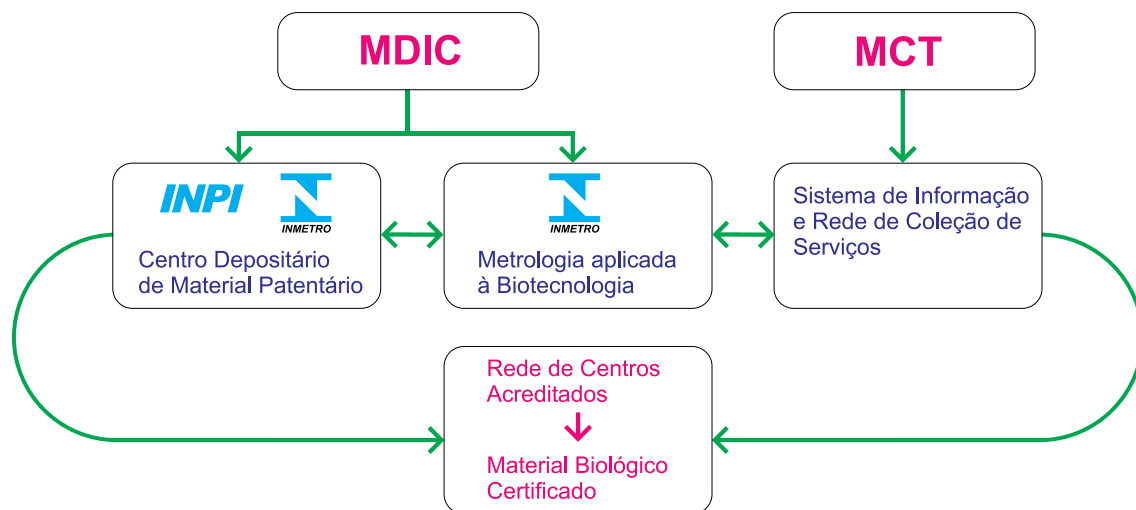 MDIC
MCT
INPI
INMETRO
Centro Depositário
de Material Patentário
INMETRO
Metrologia aplicada
à Biotecnologia
Sistema de Informação
e Rede de Coleção de
Serviços
Rede de Centros
Acreditados
Material Biológico
Certificado